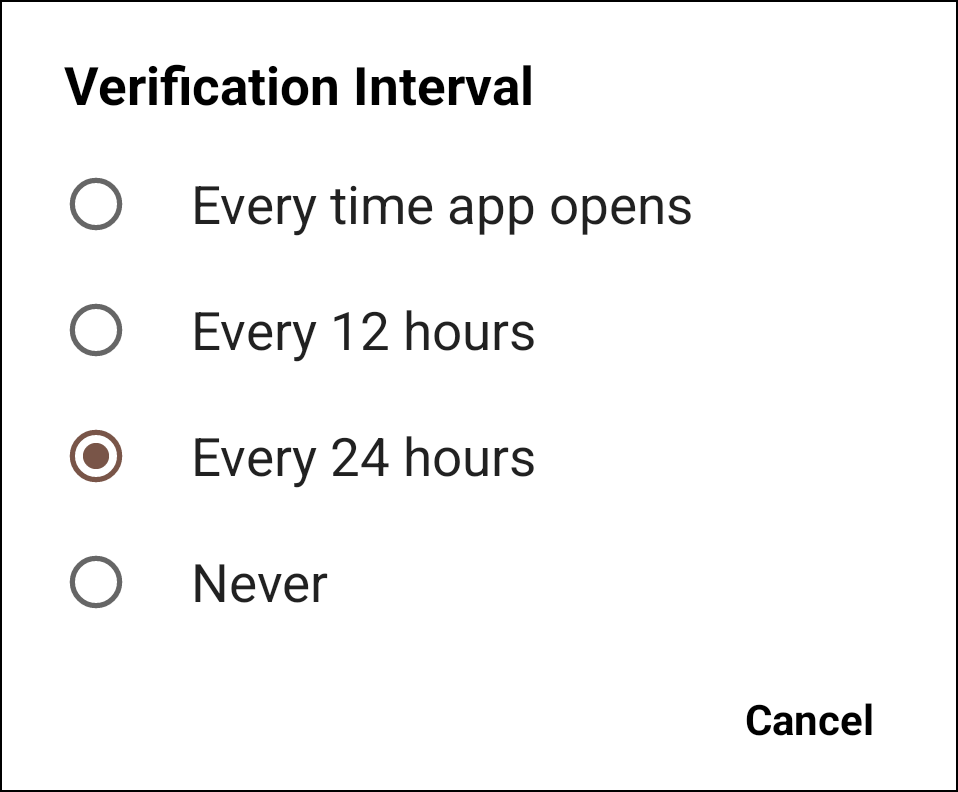 Verification Interval
Every time app opens
Every 12 hours
Every 24 hours
Never
Cancel